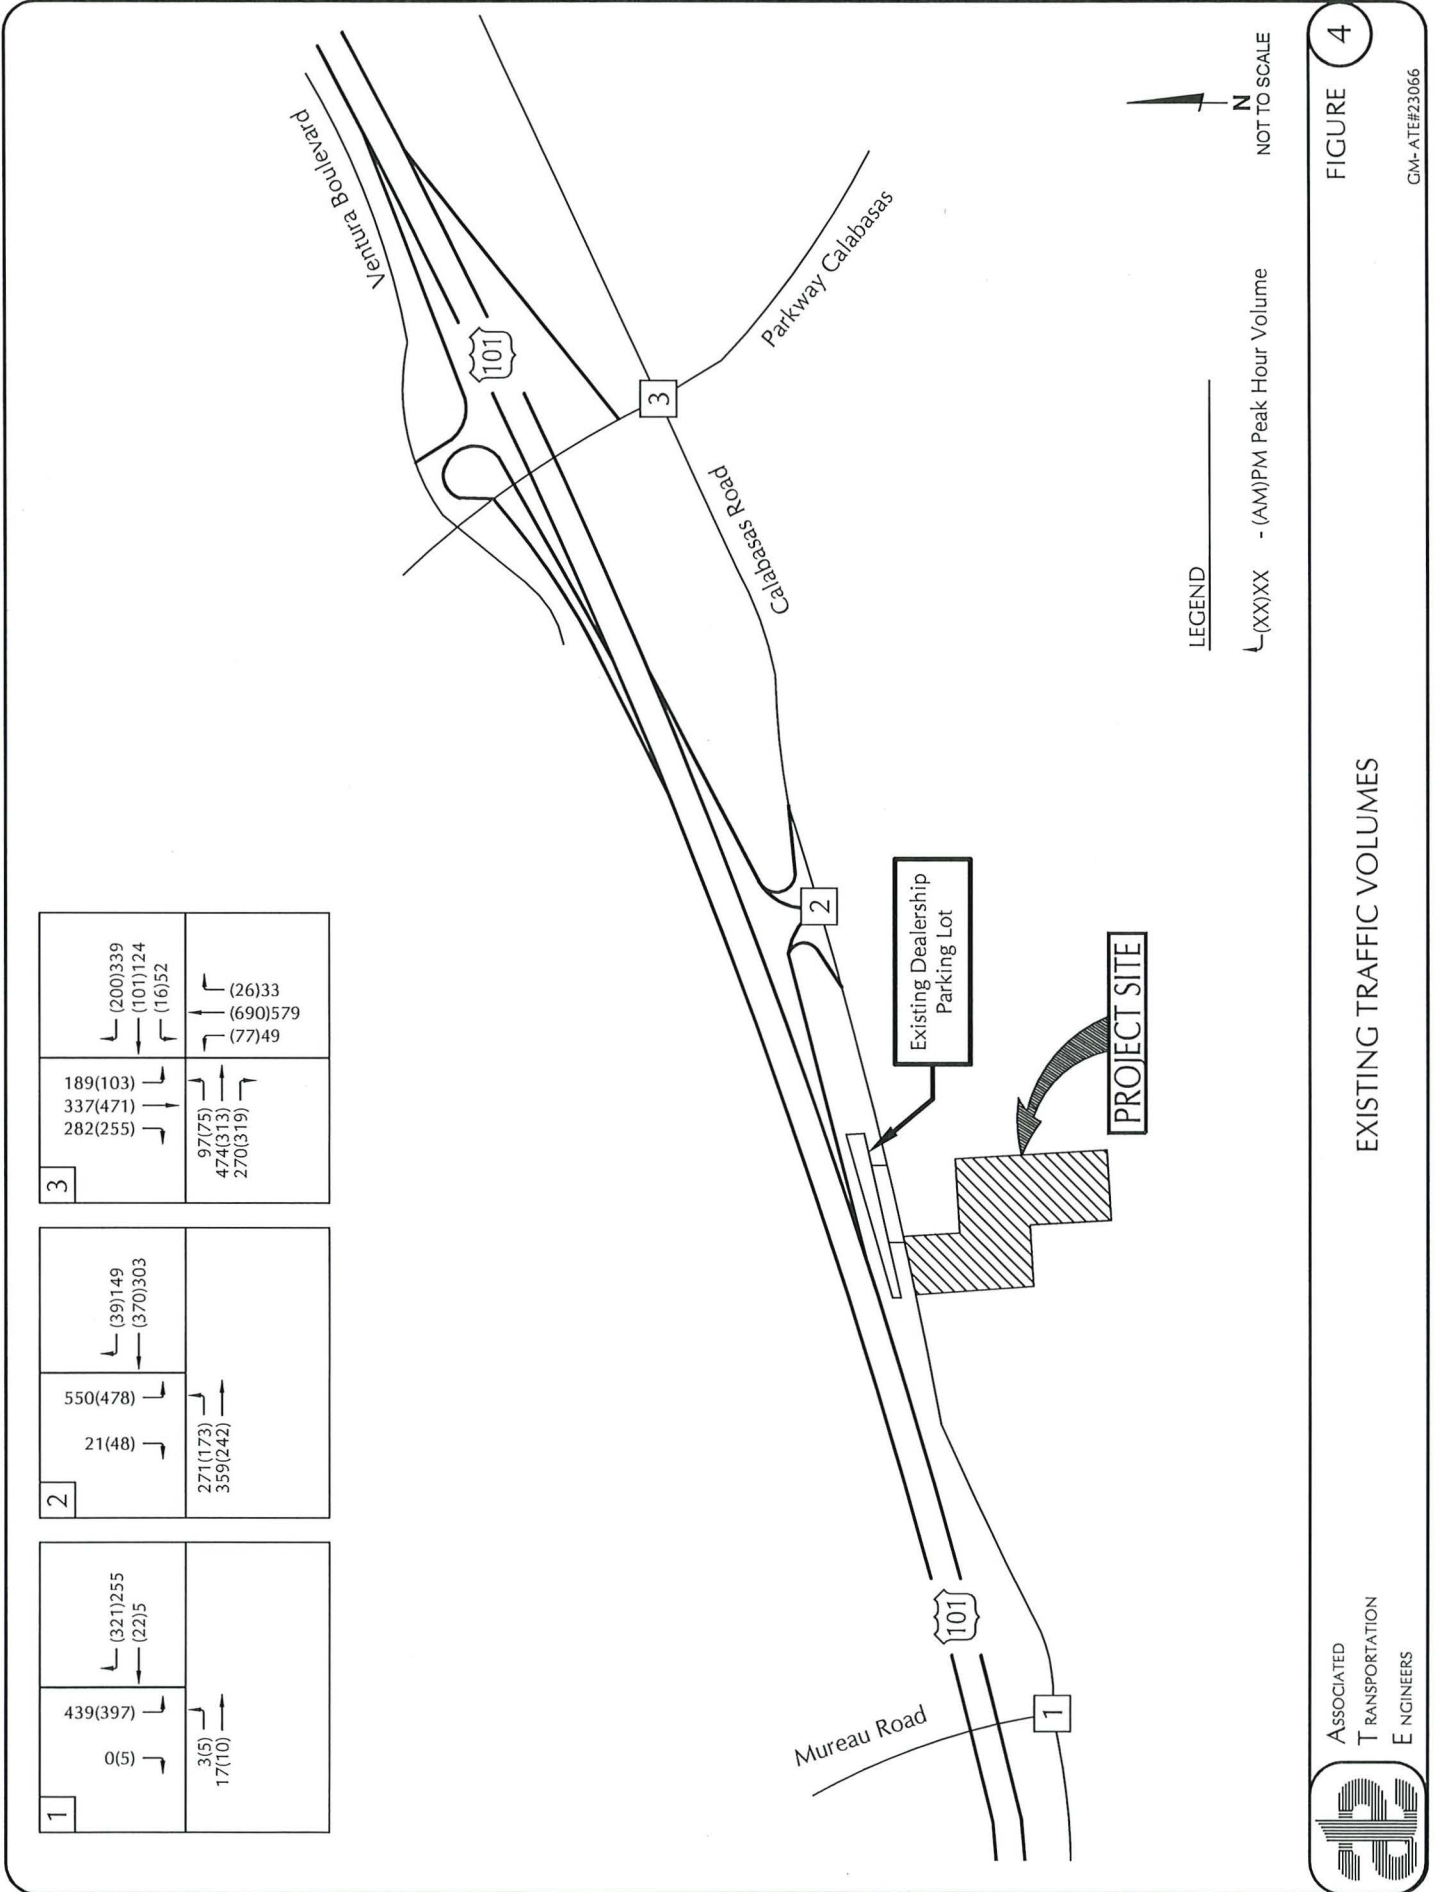 1
439(397)
0(5)
(321)255
(22)5
3(5)
17(10)
2
550(478)
21(48)
(39)149
(370)303
271(173)
359(242)
3
189(103)
337(471)
282(255)
(200)339
(101)124
(16)52
97(75)
474(313)
270(319)
(26)33
(690)579
(77)49
Ventura Boulevard
101
3
Parkway Calabasas
Calabasas Road
2
Existing Dealership
Parking Lot
PROJECT SITE
101
Mureau Road
1
LEGEND
(XX)XX - (AM)PM Peak Hour Volume
N
NOT TO SCALE
ate
ASSOCIATED
TRANSPORTATION
ENGINEERS
EXISTING TRAFFIC VOLUMES
FIGURE 4
GM- ATE#23066